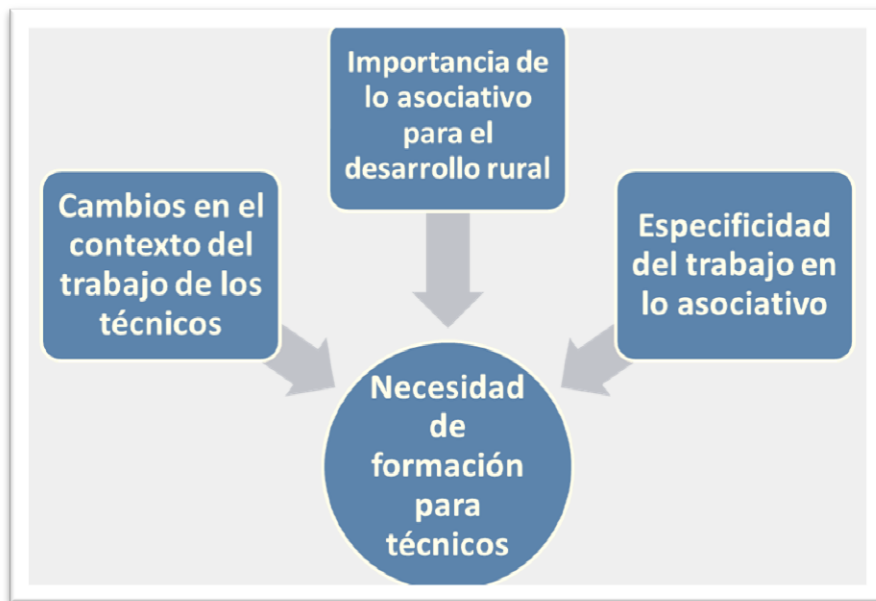 Importancia de
lo asociativo
para el
desarrollo rural
Cambios en el
contexto del
trabajo de los
técnicos
Especificidad
del trabajo en
lo asociativo
Necesidad
de
formación
para
técnicos